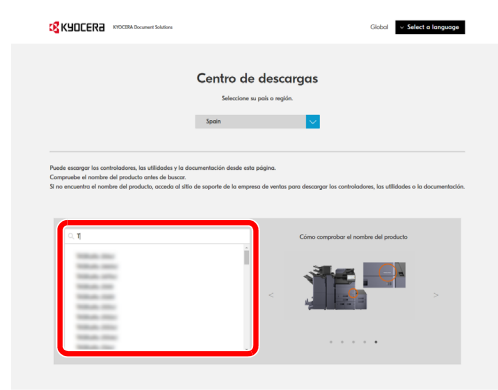 KYOCERA KYOCERA Document Solutions
Global Select a language
Centro de descargas
Seleccione su país o región.
Spain
Puede escargar los controladores, las utilidades y la documentación desde esta página.
Compruebe el nombre del producto antes de buscar.
Si no encuentra el nombre del producto, acceda al sitio de soporte de la empresa de ventas para descargar los controladores, las utilidades o la documentación.
T
Cómo comprobar el nombre del producto